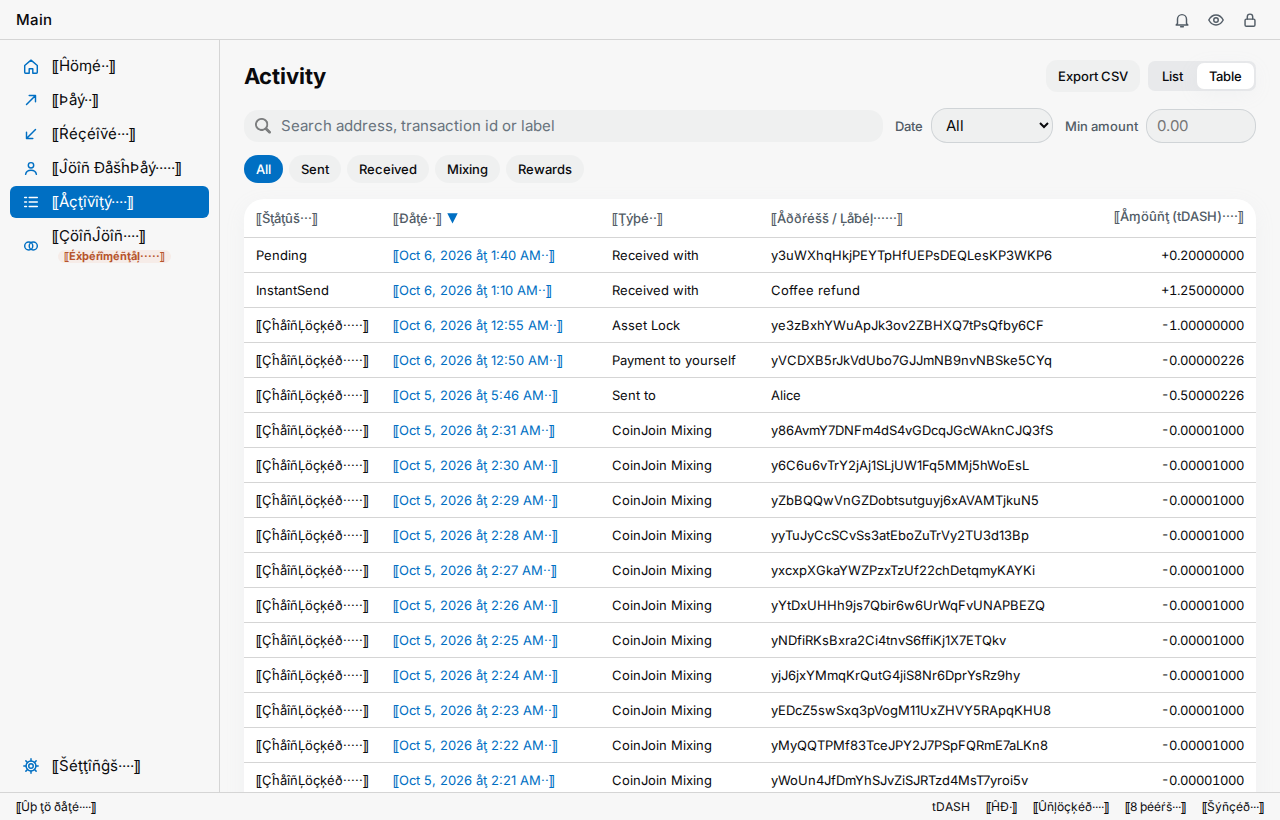 Main
⟦Ĥöɱé··⟧
⟦Þåý··⟧
⟦Ŕéçéîṽé···⟧
⟦Ĵöîñ ÐåšĥÞåý·····⟧
⟦Åçţîṽîţý····⟧
⟦ÇöîñĴöîñ····⟧
⟦Éẋþéŕîɱéñţåļ·····⟧
⟦Šéţţîñĝš····⟧
Activity
Export CSV
List
Table
Search address, transaction id or label
Date
All
Min amount
0.00
All
Sent
Received
Mixing
Rewards
⟦Šţåţûš···⟧ ⟦Ðåţé··⟧ ▼ ⟦Ţýþé··⟧ ⟦Åððŕéšš / Ļåƀéļ······⟧ ⟦Åɱöûñţ (tDASH)····⟧
Pending ⟦Oct 6, 2026 åţ 1:40 AM··⟧ Received with y3uWXhqHkjPEYTpHfUEPsDEQLesKP3WKP6 +0.20000000
InstantSend ⟦Oct 6, 2026 åţ 1:10 AM··⟧ Received with Coffee refund +1.25000000
⟦ÇĥåîñĻöçķéð·····⟧ ⟦Oct 6, 2026 åţ 12:55 AM··⟧ Asset Lock ye3zBxhYWuApJk3ov2ZBHXQ7tPsQfby6CF -1.00000000
⟦ÇĥåîñĻöçķéð·····⟧ ⟦Oct 6, 2026 åţ 12:50 AM··⟧ Payment to yourself yVCDXB5rJkVdUbo7GJJmNB9nvNBSke5CYq -0.00000226
⟦ÇĥåîñĻöçķéð·····⟧ ⟦Oct 5, 2026 åţ 5:46 AM··⟧ Sent to Alice -0.50000226
⟦ÇĥåîñĻöçķéð·····⟧ ⟦Oct 5, 2026 åţ 2:31 AM··⟧ CoinJoin Mixing y86AvmY7DNFm4dS4vGDcqJGcWAknCJQ3fS -0.00001000
⟦ÇĥåîñĻöçķéð·····⟧ ⟦Oct 5, 2026 åţ 2:30 AM··⟧ CoinJoin Mixing y6C6u6vTrY2jAj1SLjUW1Fq5MMj5hWoEsL -0.00001000
⟦ÇĥåîñĻöçķéð·····⟧ ⟦Oct 5, 2026 åţ 2:29 AM··⟧ CoinJoin Mixing yZbBQQwVnGZDobtsutguyj6xAVAMTjkuN5 -0.00001000
⟦ÇĥåîñĻöçķéð·····⟧ ⟦Oct 5, 2026 åţ 2:28 AM··⟧ CoinJoin Mixing yyTuJyCcSCvSs3atEboZuTrVy2TU3d13Bp -0.00001000
⟦ÇĥåîñĻöçķéð·····⟧ ⟦Oct 5, 2026 åţ 2:27 AM··⟧ CoinJoin Mixing yxcxpXGkaYWZPzxTzUf22chDetqmyKAYKi -0.00001000
⟦ÇĥåîñĻöçķéð·····⟧ ⟦Oct 5, 2026 åţ 2:26 AM··⟧ CoinJoin Mixing yYtDxUHHh9js7Qbir6w6UrWqFvUNAPBEZQ -0.00001000
⟦ÇĥåîñĻöçķéð·····⟧ ⟦Oct 5, 2026 åţ 2:25 AM··⟧ CoinJoin Mixing yNDfiRKsBxra2Ci4tnvS6ffiKj1X7ETQkv -0.00001000
⟦ÇĥåîñĻöçķéð·····⟧ ⟦Oct 5, 2026 åţ 2:24 AM··⟧ CoinJoin Mixing yjJ6jxYMmqKrQutG4jiS8Nr6DprYsRz9hy -0.00001000
⟦ÇĥåîñĻöçķéð·····⟧ ⟦Oct 5, 2026 åţ 2:23 AM··⟧ CoinJoin Mixing yEDcZ5swSxq3pVogM11UxZHVY5RApqKHU8 -0.00001000
⟦ÇĥåîñĻöçķéð·····⟧ ⟦Oct 5, 2026 åţ 2:22 AM··⟧ CoinJoin Mixing yMyQQTPMf83TceJPY2J7PSpFQRmE7aLKn8 -0.00001000
⟦ÇĥåîñĻöçķéð·····⟧ ⟦Oct 5, 2026 åţ 2:21 AM··⟧ CoinJoin Mixing yWoUn4JfDmYhSJvZiSJRTzd4MsT7yroi5v -0.00001000
⟦Ûþ ţö ðåţé····⟧
tDASH ⟦ĤÐ·⟧ ⟦Ûñļöçķéð····⟧ ⟦8 þééŕš···⟧ ⟦Šýñçéð···⟧